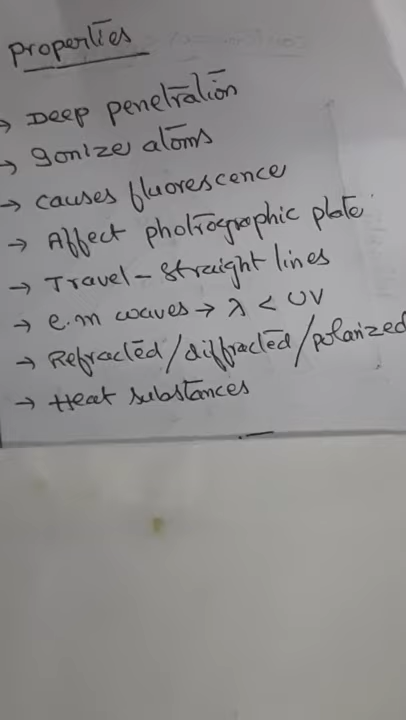 Properties
→ Deep penetration
→ Ionize atoms
→ causes fluorescence
→ Affect photrographic plate
→ Travel - straight lines
→ e.m waves → λ < UV
→ Refracted/diffracted/polarized
→ Heat substances